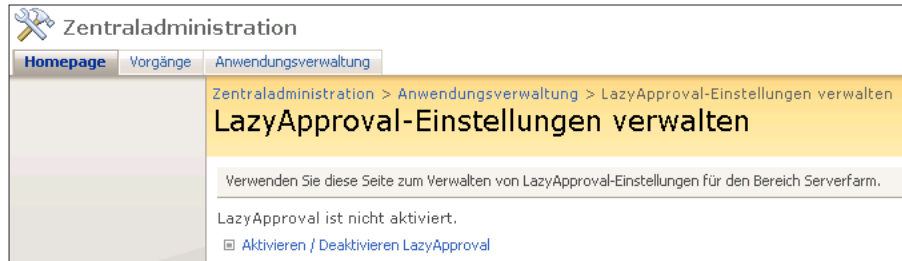 Zentraladministration
Homepage Vorgänge Anwendungsverwaltung
Zentraladministration > Anwendungsverwaltung > LazyApproval-Einstellungen verwalten
LazyApproval-Einstellungen verwalten
Verwenden Sie diese Seite zum Verwalten von LazyApproval-Einstellungen für den Bereich Serverfarm.
LazyApproval ist nicht aktiviert.
Aktivieren / Deaktivieren LazyApproval